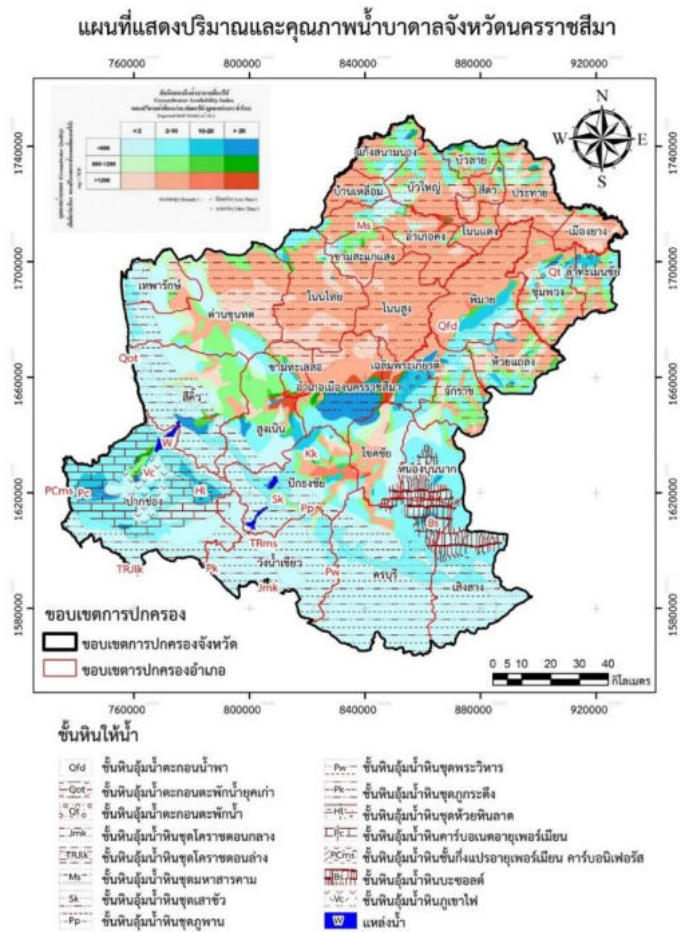 แผนที่แสดงปริมาณและคุณภาพน้ำบาดาลจังหวัดนครราชสีมา
760000 800000 840000 880000 920000
Groundwater Availability Index
<2 2-10 10-20 >20
<600
600-1200
>1200
N
W E
S
1740000 1740000
1700000 1700000
1660000 1660000
1620000 1620000
1580000 1580000
แก้งสนามนาง
บัวลาย
บ้านเหลื่อม
บัวใหญ่
สีดา
ประทาย
Ms
อำเภอคง
โนนแดง
เมืองยาง
ขามสะแกแสง
Qt
ลำทะเมนชัย
เทพารักษ์
ด่านขุนทด
โนนไทย
โนนสูง
พิมาย
ชุมพวง
Qfd
Qot
ขามทะเลสอ
เฉลิมพระเกียรติ
ห้วยแถลง
สีคิ้ว
อำเภอเมืองนครราชสีมา
จักราช
สูงเนิน
W
Kk
โชคชัย
หนองบุนนาก
Vc
PCms
Pc
ปากช่อง
Hl
ปักธงชัย
Sk
Pp
Bs
TRms
TRJlk
Pk
วังน้ำเขียว
Jmk
Pw
ครบุรี
เสิงสาง
ขอบเขตการปกครอง
ขอบเขตการปกครองจังหวัด
ขอบเขตารปกครองอำเภอ
0 5 10 20 30 40
กิโลเมตร
760000 800000 840000 880000 920000
ชั้นหินให้น้ำ
Qfd ชั้นหินอุ้มน้ำตะกอนน้ำพา
Qot ชั้นหินอุ้มน้ำตะกอนตะพักน้ำยุคเก่า
Qt ชั้นหินอุ้มน้ำตะกอนตะพักน้ำ
Jmk ชั้นหินอุ้มน้ำหินชุดโคราชตอนกลาง
TRJlk ชั้นหินอุ้มน้ำหินชุดโคราชตอนล่าง
Ms ชั้นหินอุ้มน้ำหินชุดมหาสารคาม
Sk ชั้นหินอุ้มน้ำหินชุดเสาขัว
Pp ชั้นหินอุ้มน้ำหินชุดภูพาน
Pw ชั้นหินอุ้มน้ำหินชุดพระวิหาร
Pk ชั้นหินอุ้มน้ำหินชุดภูกระดึง
Hl ชั้นหินอุ้มน้ำหินชุดห้วยหินลาด
Pc ชั้นหินอุ้มน้ำหินคาร์บอเนตอายุเพอร์เมียน
PCms ชั้นหินอุ้มน้ำหินชั้นกึ่งแปรอายุเพอร์เมียน คาร์บอนิเฟอรัส
Bs ชั้นหินอุ้มน้ำหินบะซอลต์
Vc ชั้นหินอุ้มน้ำหินภูเขาไฟ
W แหล่งน้ำ